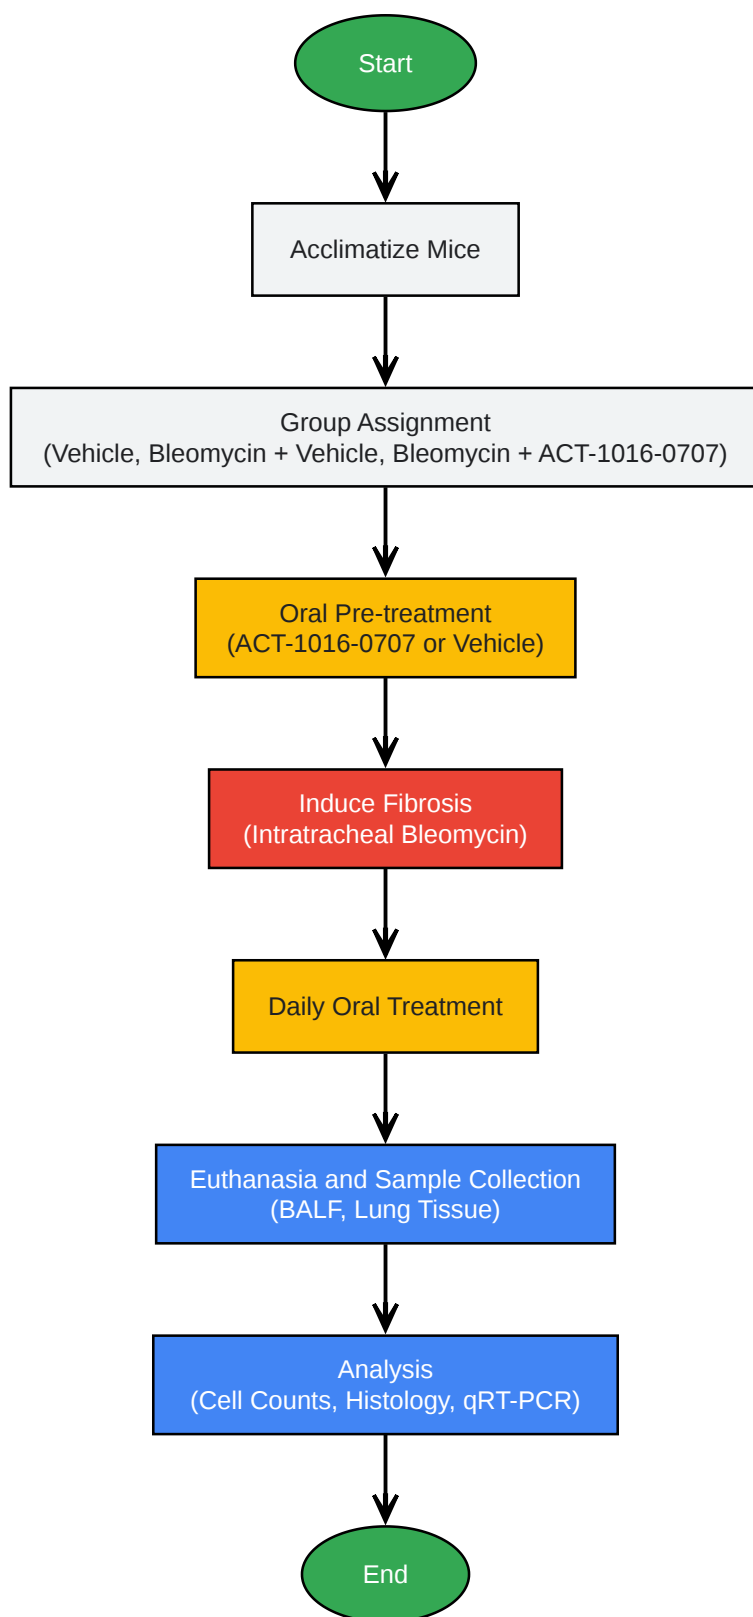 Start
Acclimatize Mice
Group Assignment
(Vehicle, Bleomycin + Vehicle, Bleomycin + ACT-1016-0707)
Oral Pre-treatment
(ACT-1016-0707 or Vehicle)
Induce Fibrosis
(Intratracheal Bleomycin)
Daily Oral Treatment
Euthanasia and Sample Collection
(BALF, Lung Tissue)
Analysis
(Cell Counts, Histology, qRT-PCR)
End